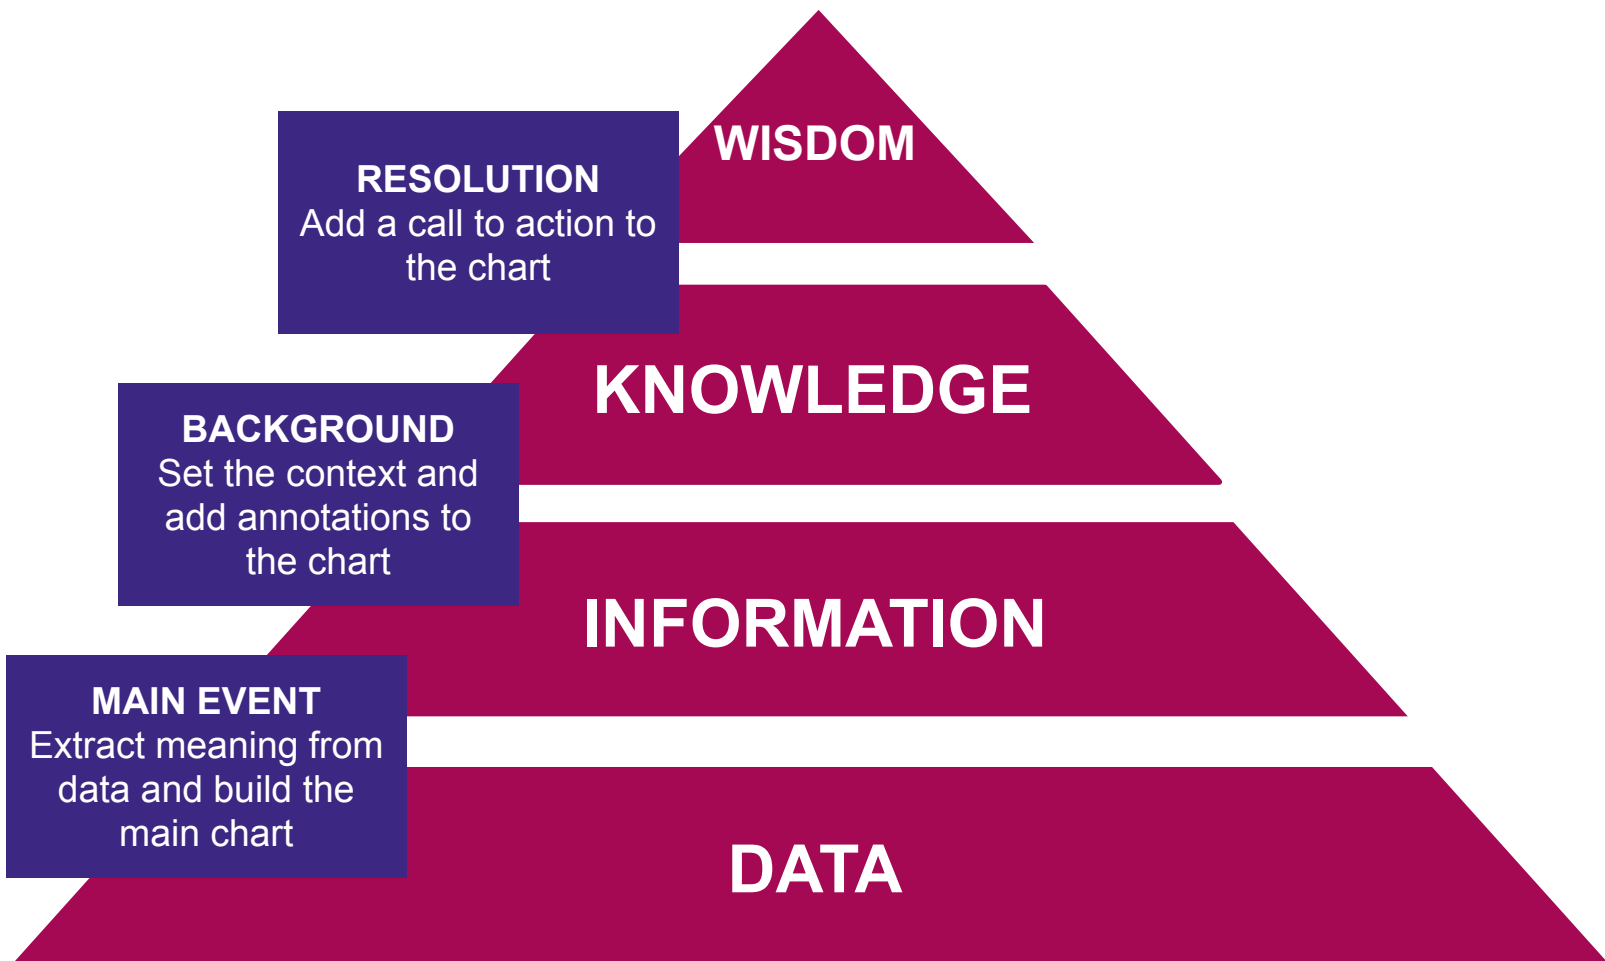 WISDOM
RESOLUTION
Add a call to action to
the chart
KNOWLEDGE
BACKGROUND
Set the context and
add annotations to
the chart
INFORMATION
MAIN EVENT
Extract meaning from
data and build the
main chart
DATA